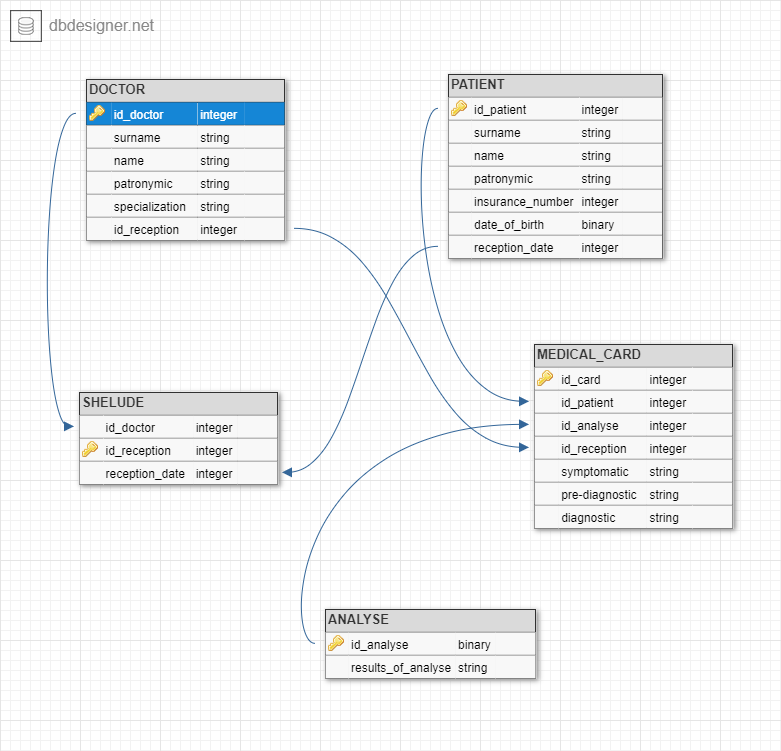 dbdesigner.net
DOCTOR
id_doctor integer
surname string
name string
patronymic string
specialization string
id_reception integer
PATIENT
id_patient integer
surname string
name string
patronymic string
insurance_number integer
date_of_birth binary
reception_date integer
MEDICAL_CARD
id_card integer
id_patient integer
id_analyse integer
id_reception integer
symptomatic string
pre-diagnostic string
diagnostic string
SHELUDE
id_doctor integer
id_reception integer
reception_date integer
ANALYSE
id_analyse binary
results_of_analyse string